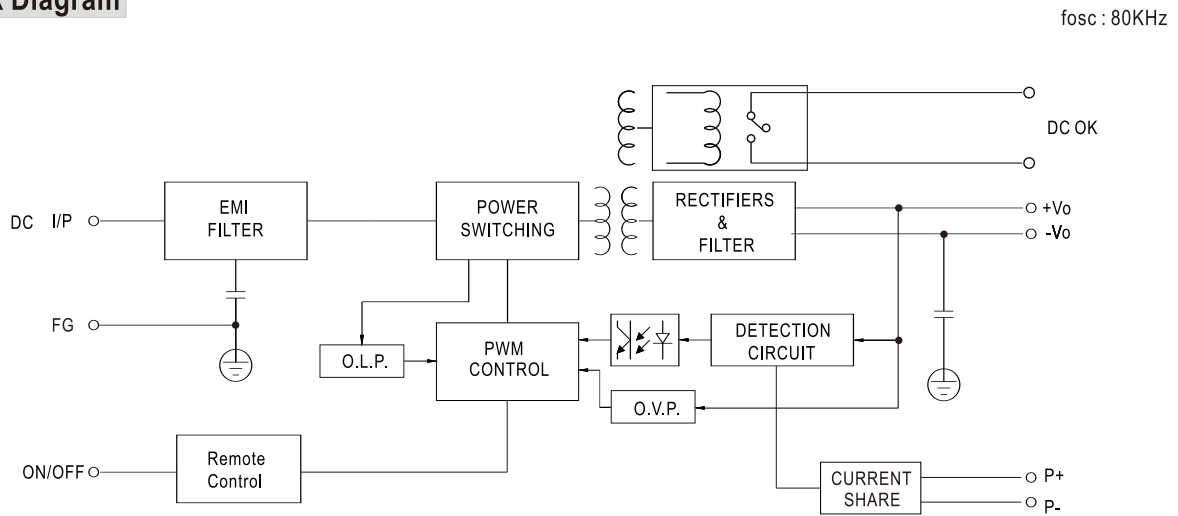 Diagram
fosc : 80KHz
DC OK
DC I/P
EMI
FILTER
POWER
SWITCHING
RECTIFIERS
&
FILTER
+Vo
-Vo
FG
O.L.P.
PWM
CONTROL
DETECTION
CIRCUIT
O.V.P.
ON/OFF
Remote
Control
CURRENT
SHARE
P+
P-